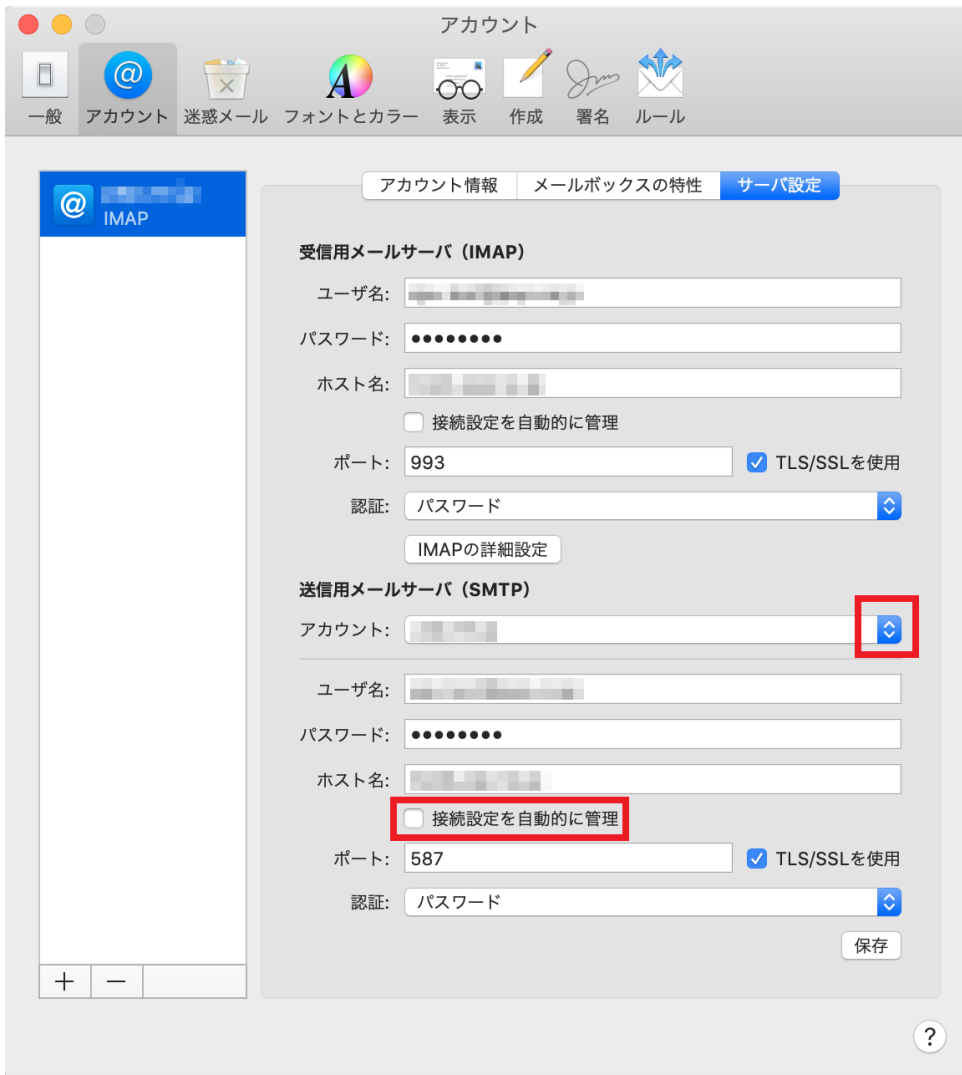 アカウント
一般 アカウント 迷惑メール フォントとカラー 表示 作成 署名 ルール
アカウント情報 メールボックスの特性 サーバ設定
IMAP
受信用メールサーバ（IMAP）
ユーザ名:
パスワード: ●●●●●●●●
ホスト名:
接続設定を自動的に管理
ポート: 993 TLS/SSLを使用
認証: パスワード
IMAPの詳細設定
送信用メールサーバ（SMTP）
アカウント:
ユーザ名:
パスワード: ●●●●●●●●
ホスト名:
接続設定を自動的に管理
ポート: 587 TLS/SSLを使用
認証: パスワード
保存
?